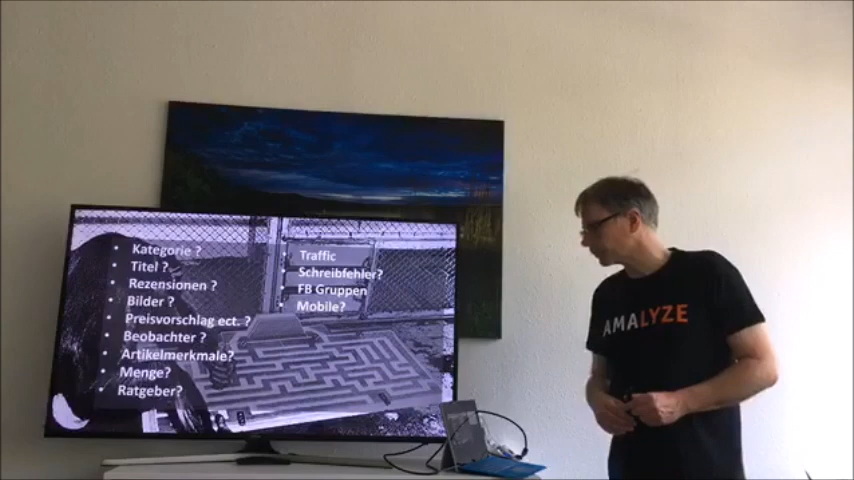 Kategorie ?
Titel ?
Rezensionen ?
Bilder ?
Preisvorschlag ect. ?
Beobachter ?
Artikelmerkmale?
Menge?
Ratgeber?
Traffic
Schreibfehler?
FB Gruppen
Mobile?
AMALYZE